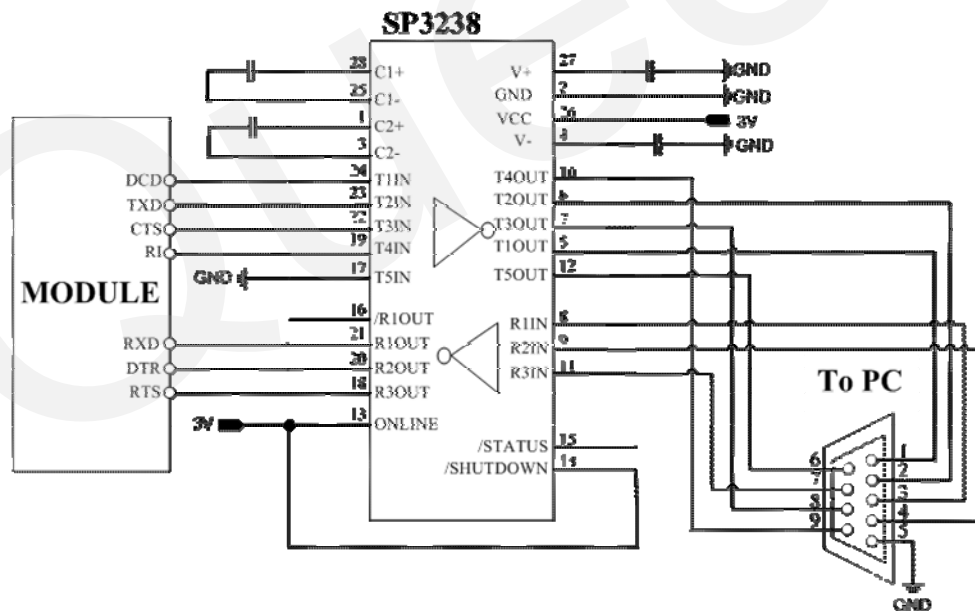 SP3238
28 C1+
25 C1-
1 C2+
3 C2-
24 T1IN
23 T2IN
22 T3IN
19 T4IN
17 T5IN
16 /R1OUT
21 R1OUT
20 R2OUT
18 R3OUT
13 ONLINE
V+ 27
GND 2
VCC 26
V-
T4OUT 10
T2OUT 6
T3OUT 7
T1OUT 5
T5OUT 12
R1IN 8
R2IN 9
R3IN 11
/STATUS 15
/SHUTDOWN 14
GND
GND
3V
GND
DCD
TXD
CTS
RI
MODULE
RXD
DTR
RTS
GND
3V
To PC
6
7
8
9
1
2
3
4
5
GND